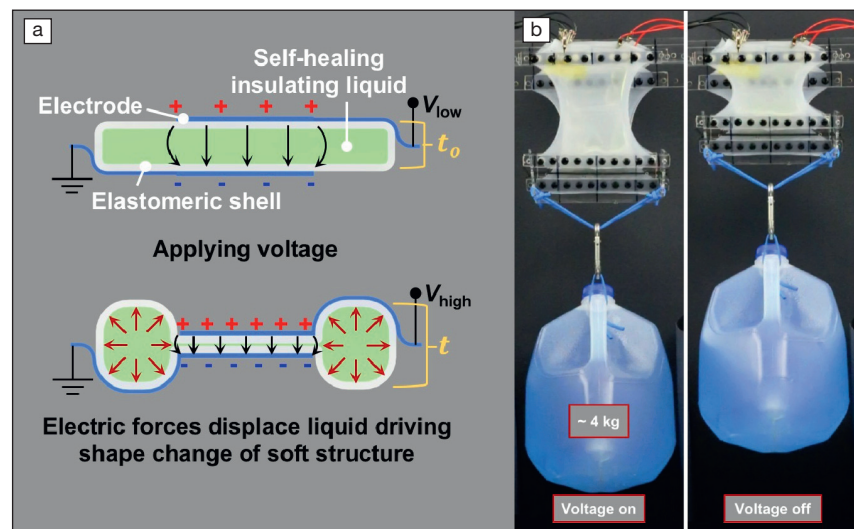 a
Self-healing
insulating liquid
Electrode
+ + + +
V_low
t_o
- - - -
Elastomeric shell
Applying voltage
V_high
+ + + + + +
t
- - - - - -
Electric forces displace liquid driving
shape change of soft structure
b
~ 4 kg
Voltage on
Voltage off